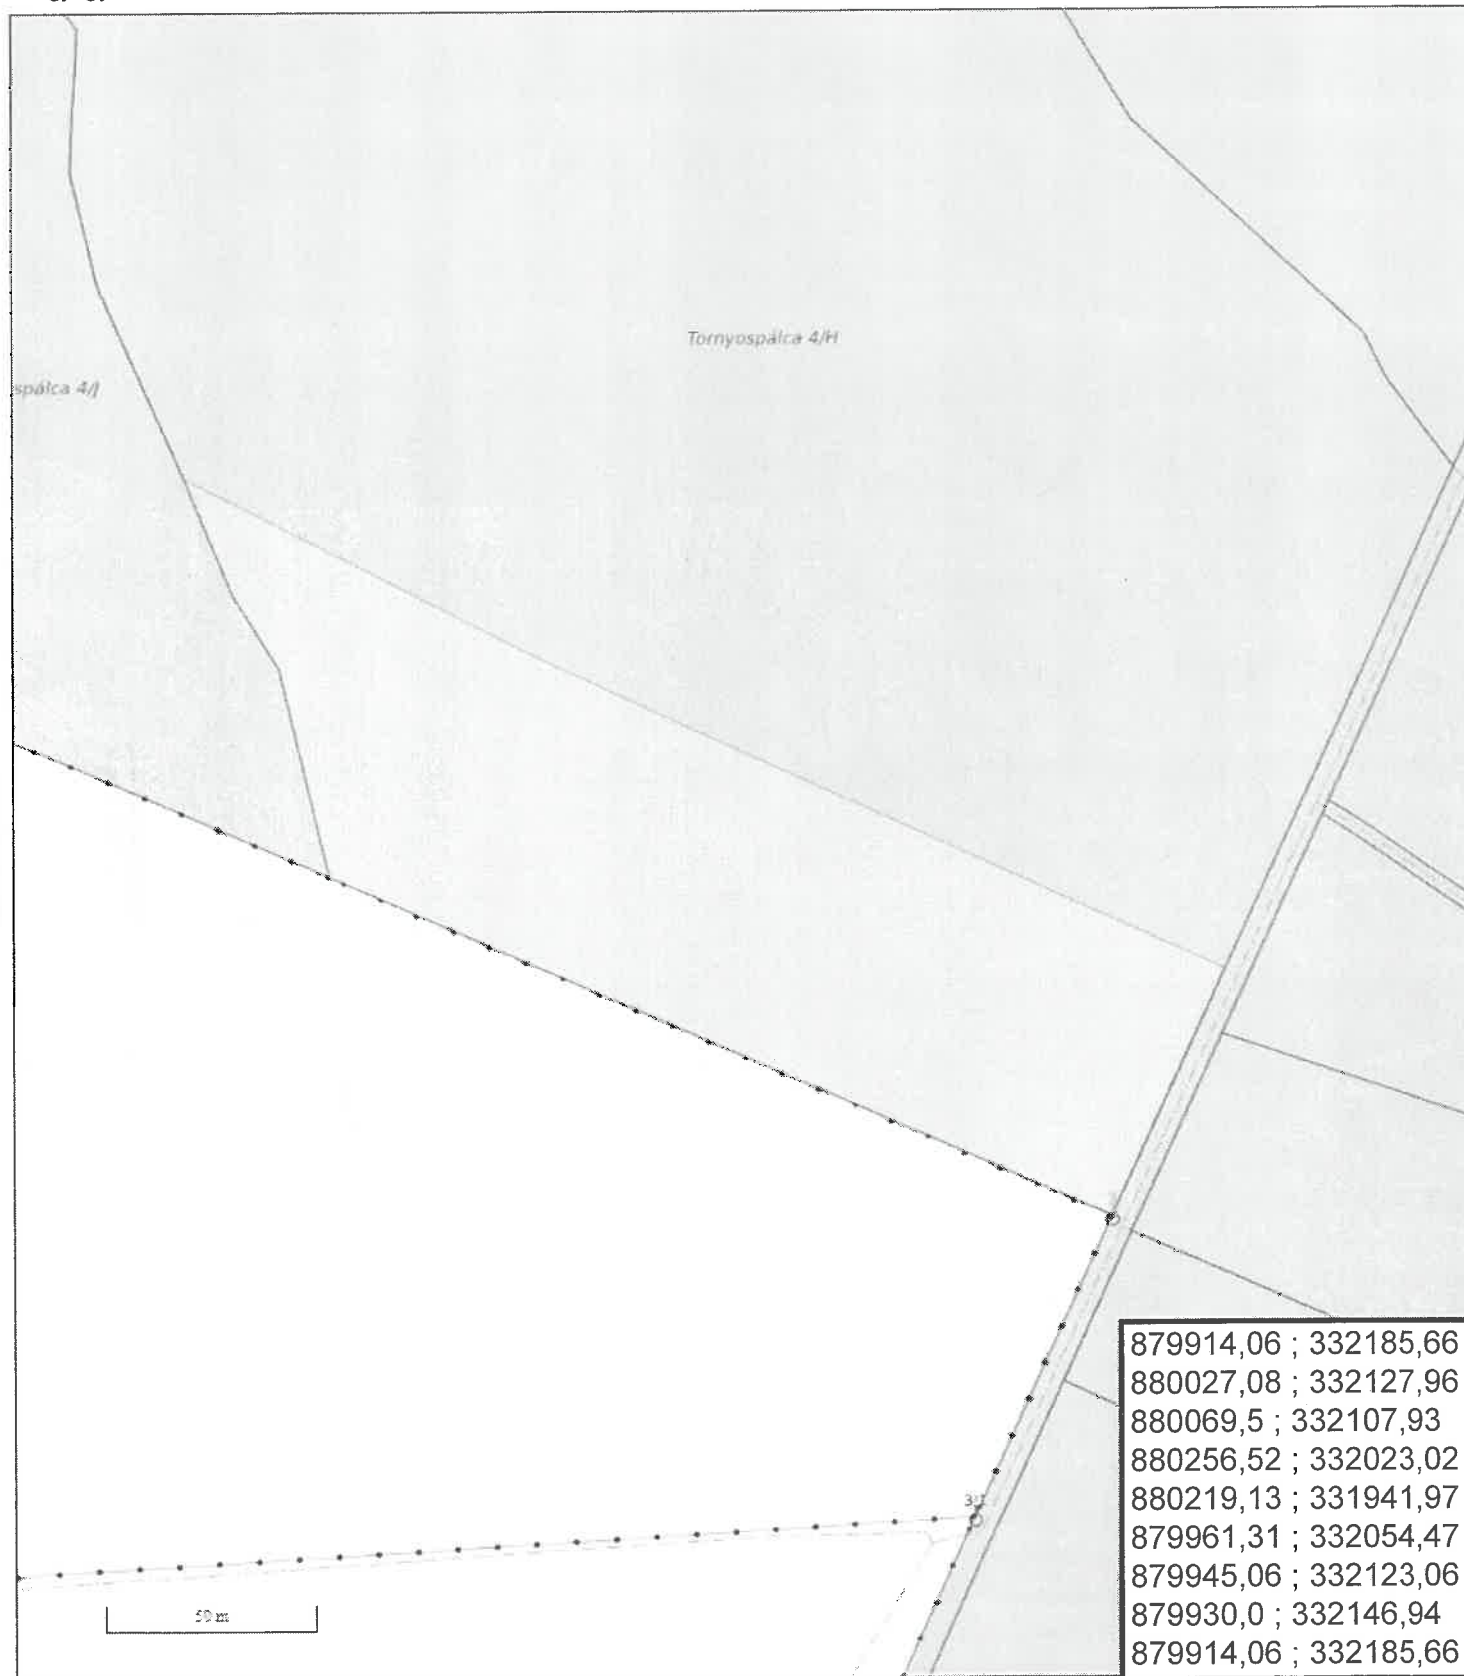 Tornyospálca 4/H
spálca 4/J
879914,06 ; 332185,66
880027,08 ; 332127,96
880069,5 ; 332107,93
880256,52 ; 332023,02
880219,13 ; 331941,97
879961,31 ; 332054,47
879945,06 ; 332123,06
879930,0 ; 332146,94
879914,06 ; 332185,66
50 m